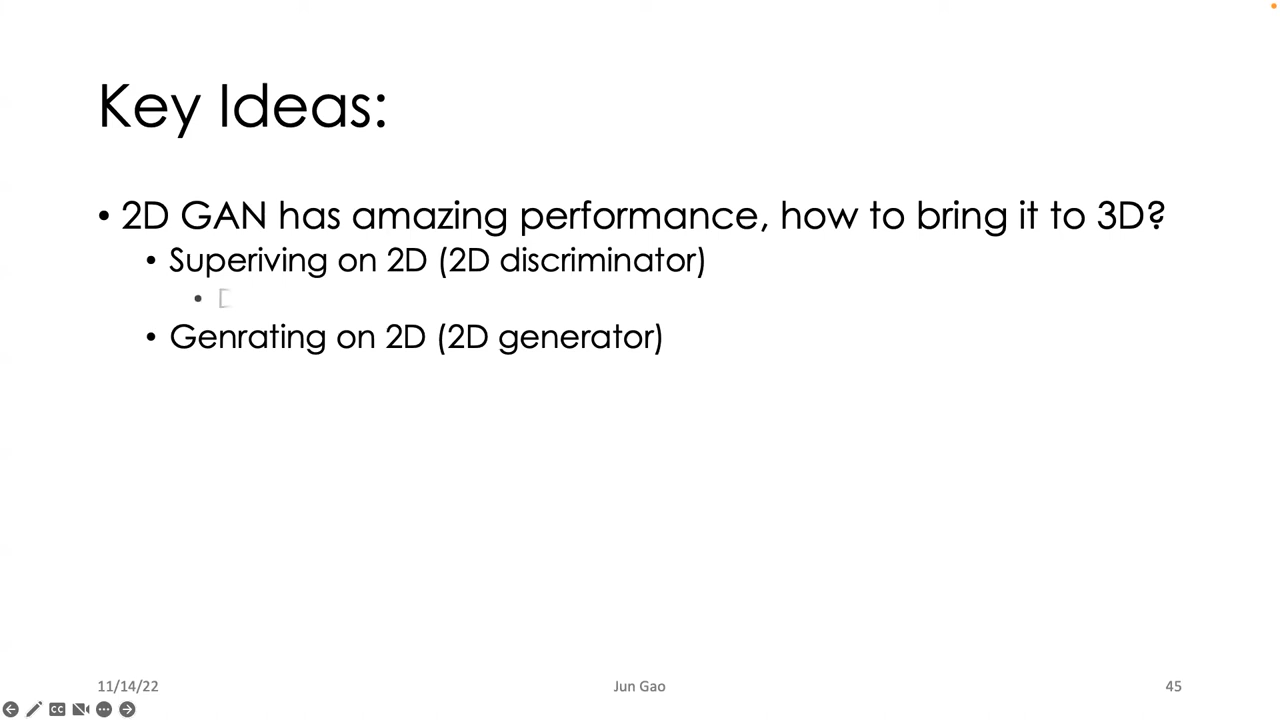 Key Ideas:
• 2D GAN has amazing performance, how to bring it to 3D?
• Superiving on 2D (2D discriminator)
• Genrating on 2D (2D generator)
11/14/22
Jun Gao
45
CC